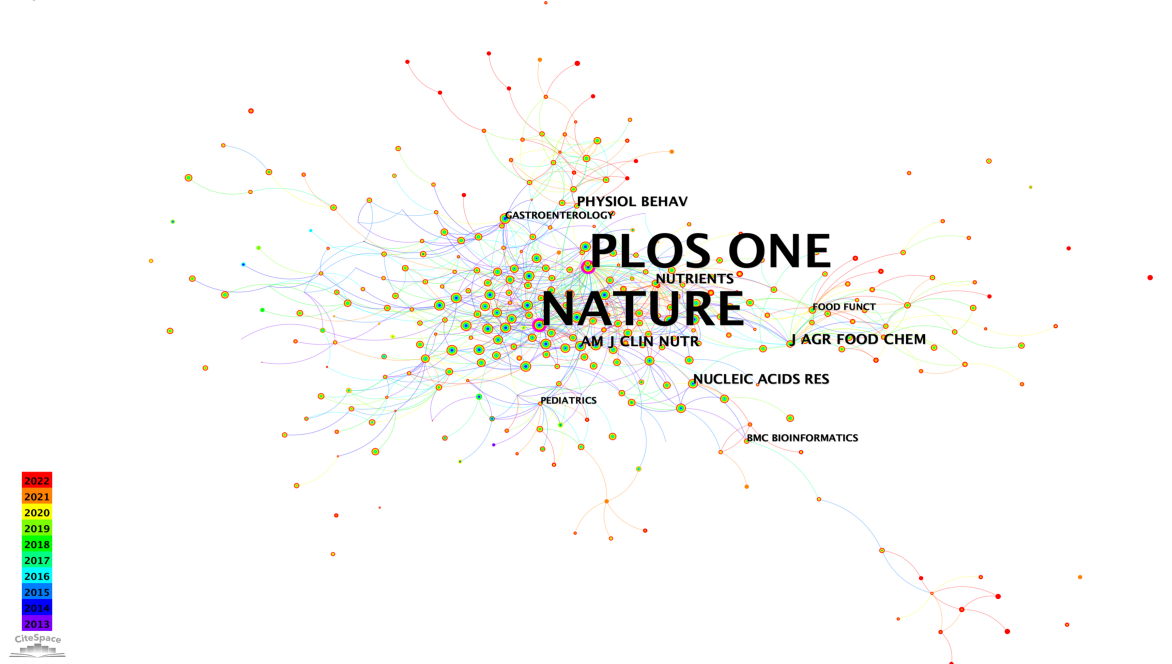 PHYSIOL BEHAV
GASTROENTEROLOGY
PLOS ONE
NUTRIENTS
NATURE
FOOD FUNCT
AM J CLIN NUTR
J AGR FOOD CHEM
NUCLEIC ACIDS RES
PEDIATRICS
BMC BIOINFORMATICS
2022
2021
2020
2019
2018
2017
2016
2015
2014
2013
CiteSpace